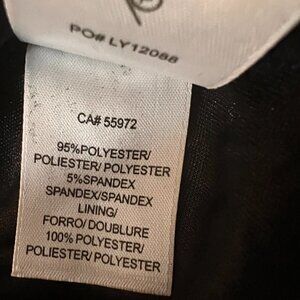 PO# LY12088
CA# 55972
95%POLYESTER/
POLIESTER/ POLYESTER
5%SPANDEX
SPANDEX/SPANDEX
LINING/
FORRO/ DOUBLURE
100% POLYESTER/
POLIESTER/ POLYESTER